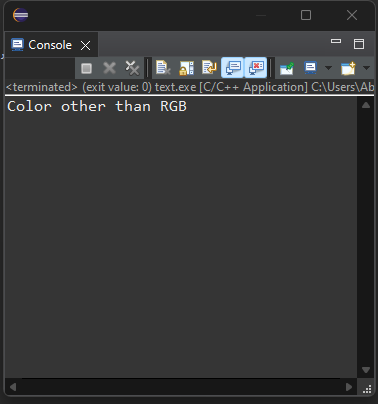 Console
<terminated> (exit value: 0) text.exe [C/C++ Application] C:\Users\Ab
Color other than RGB